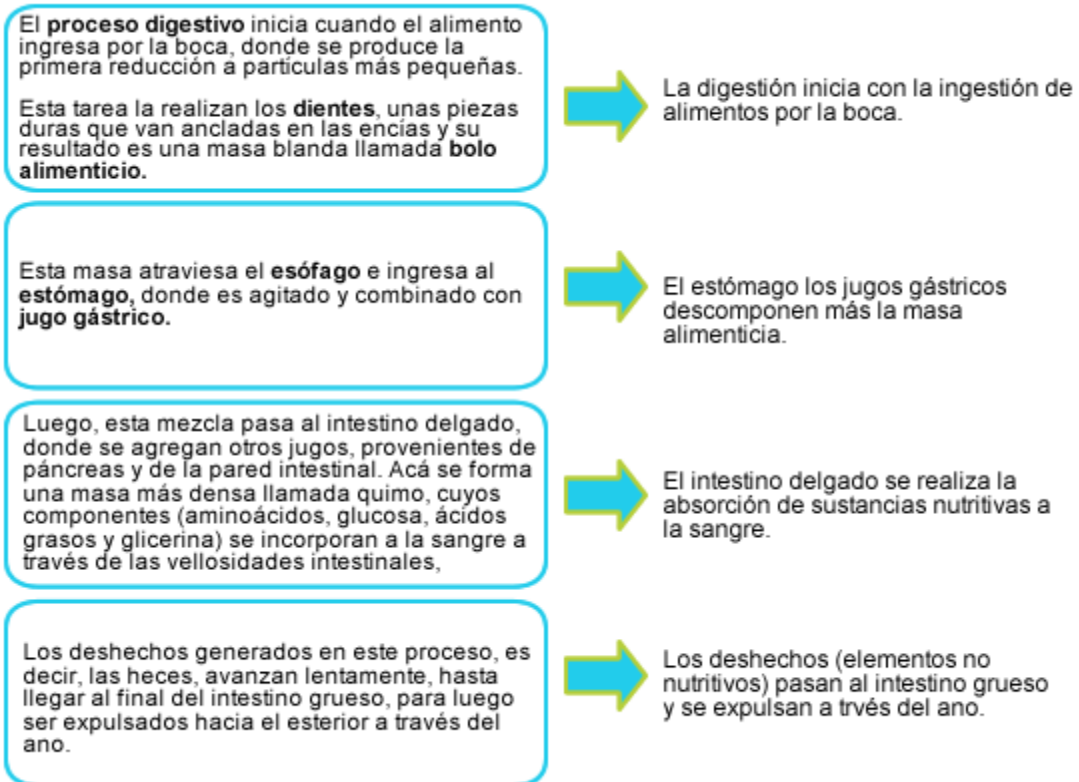 El proceso digestivo inicia cuando el alimento
ingresa por la boca, donde se produce la
primera reducción a partículas más pequeñas.
Esta tarea la realizan los dientes, unas piezas
duras que van ancladas en las encías y su
resultado es una masa blanda llamada bolo
alimenticio.
La digestión inicia con la ingestión de
alimentos por la boca.
Esta masa atraviesa el esófago e ingresa al
estómago, donde es agitado y combinado con
jugo gástrico.
El estómago los jugos gástricos
descomponen más la masa
alimenticia.
Luego, esta mezcla pasa al intestino delgado,
donde se agregan otros jugos, provenientes de
páncreas y de la pared intestinal. Acá se forma
una masa más densa llamada quimo, cuyos
componentes (aminoácidos, glucosa, ácidos
grasos y glicerina) se incorporan a la sangre a
través de las vellosidades intestinales,
El intestino delgado se realiza la
absorción de sustancias nutritivas a
la sangre.
Los deshechos generados en este proceso, es
decir, las heces, avanzan lentamente, hasta
llegar al final del intestino grueso, para luego
ser expulsados hacia el esterior a través del
ano.
Los deshechos (elementos no
nutritivos) pasan al intestino grueso
y se expulsan a trvés del ano.